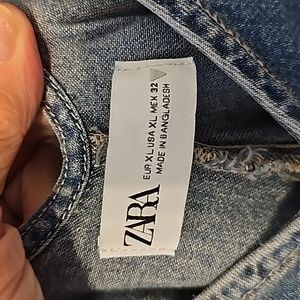 ZARA
EUR XL USA XL MEX 32
MADE IN BANGLADESH